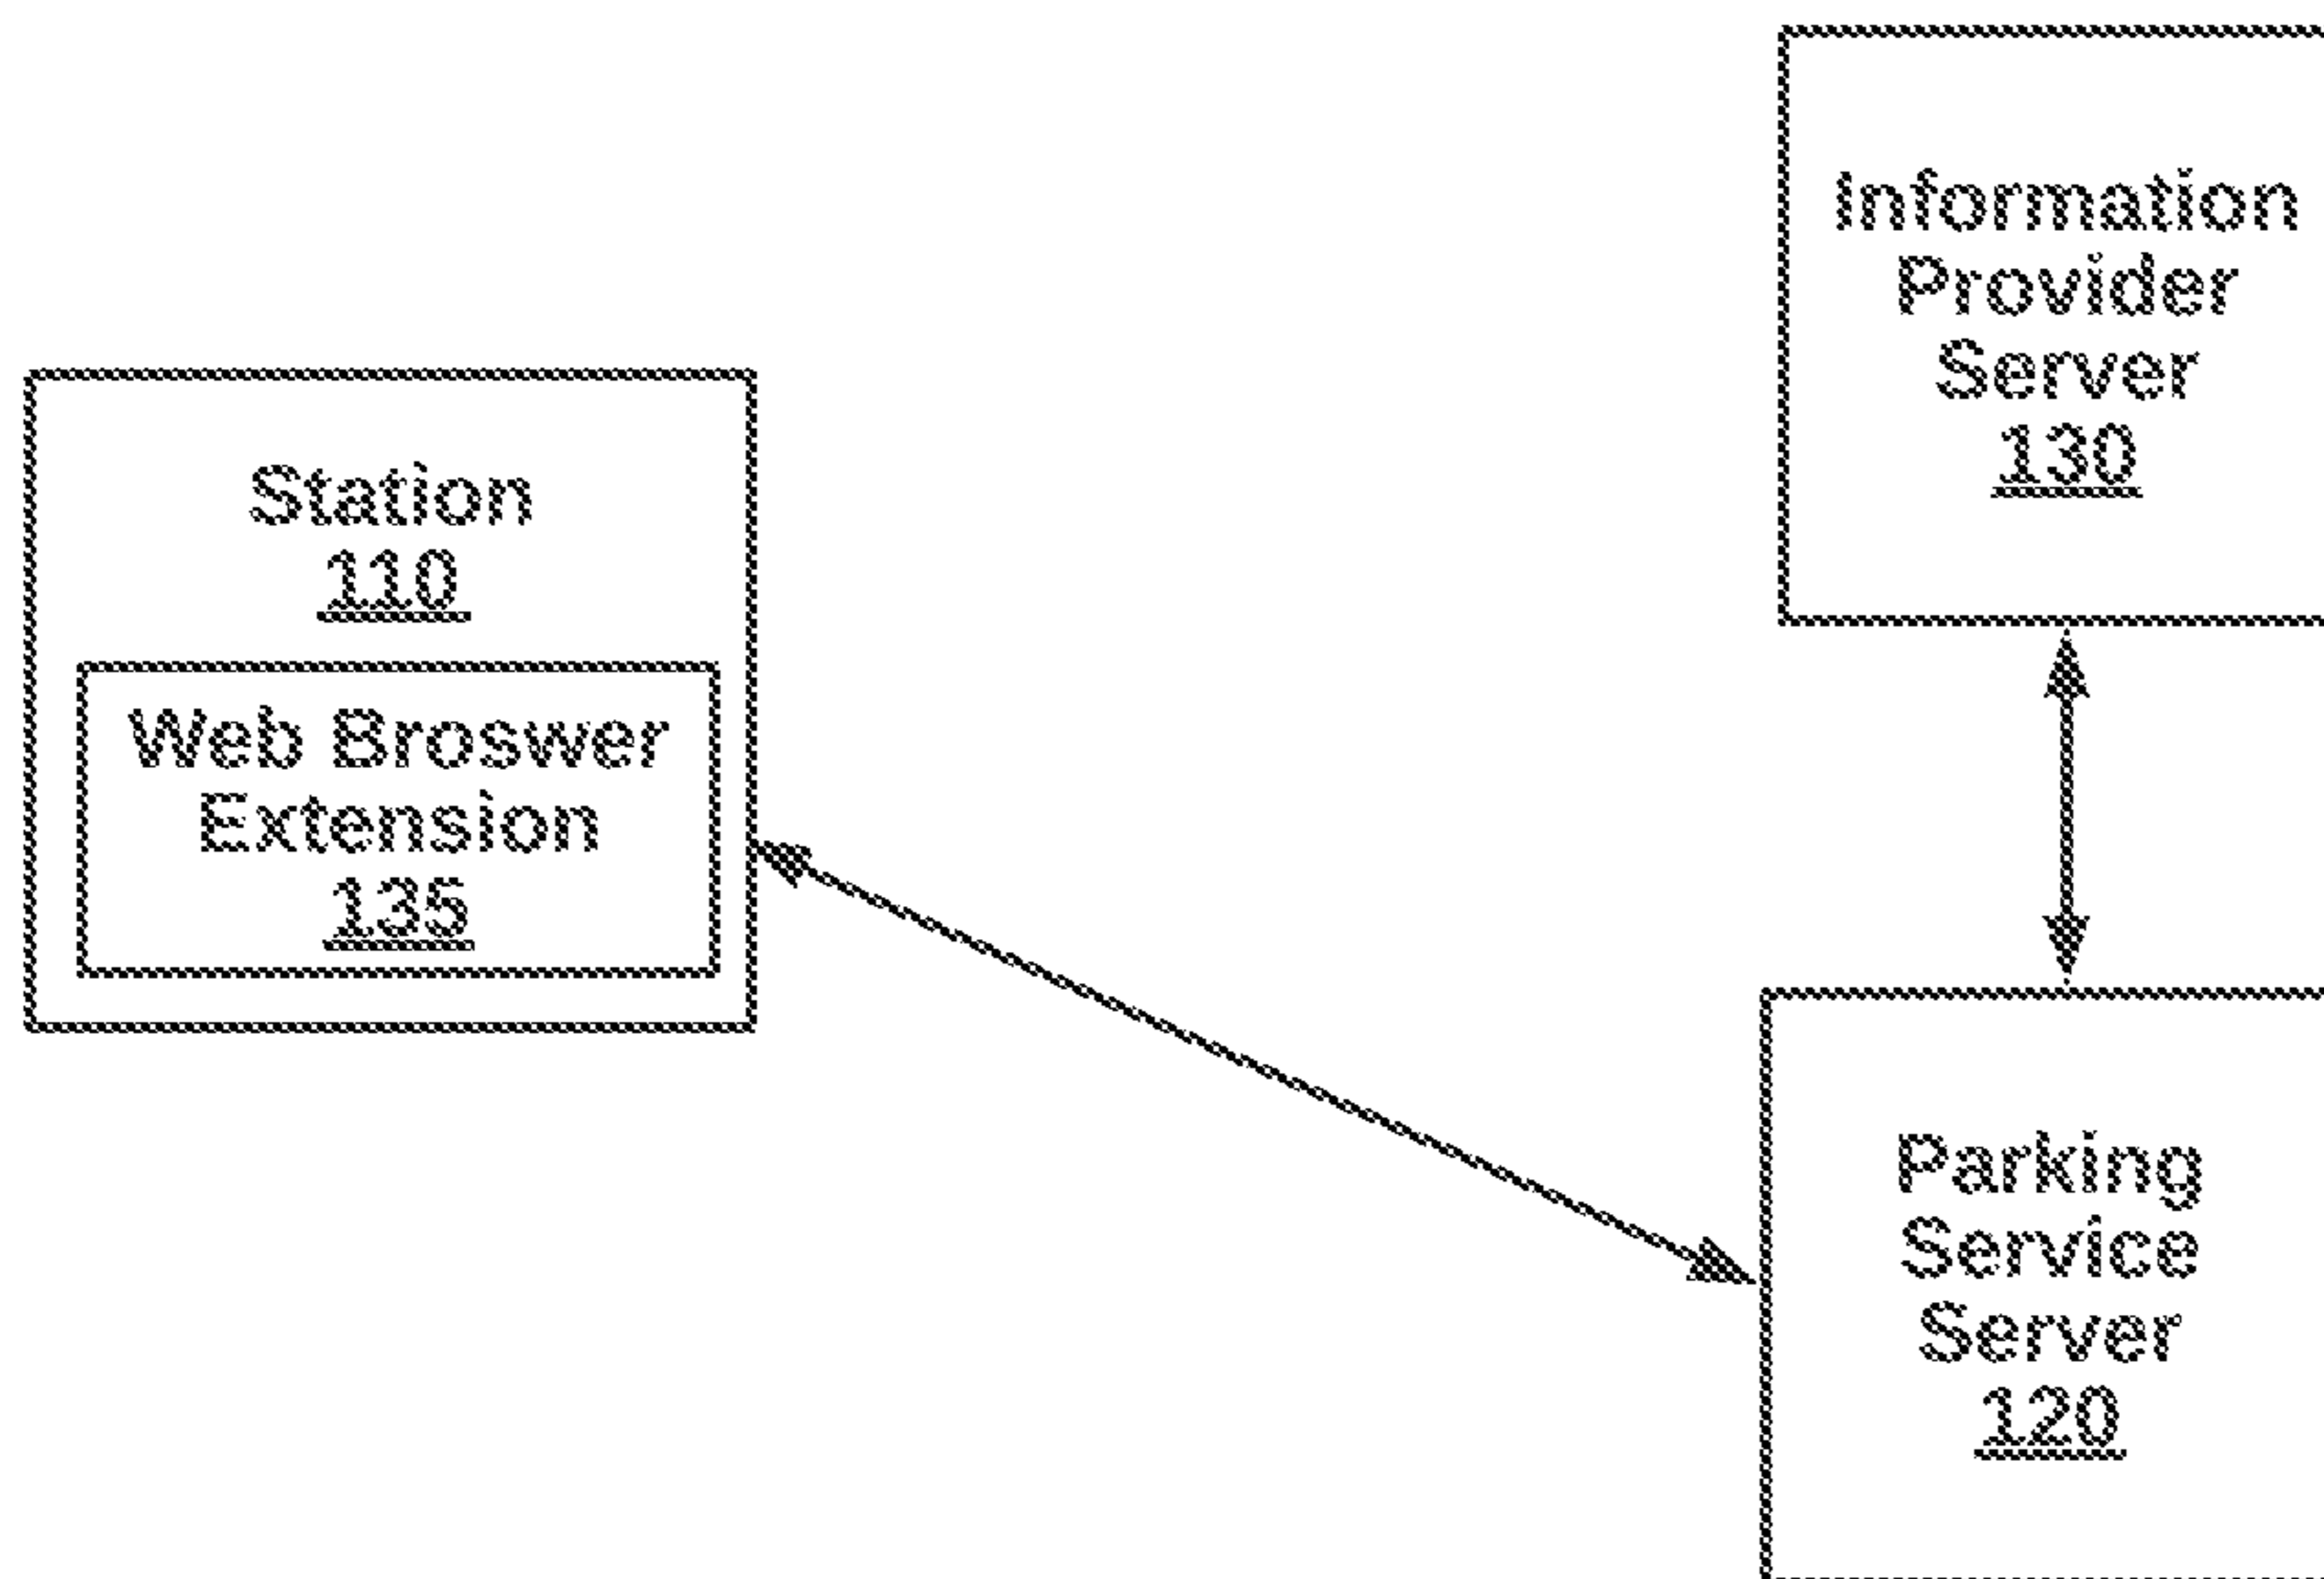 Information
Provider
Server
130
Station
110
Web Broswer
Extension
135
Parking
Service
Server
120